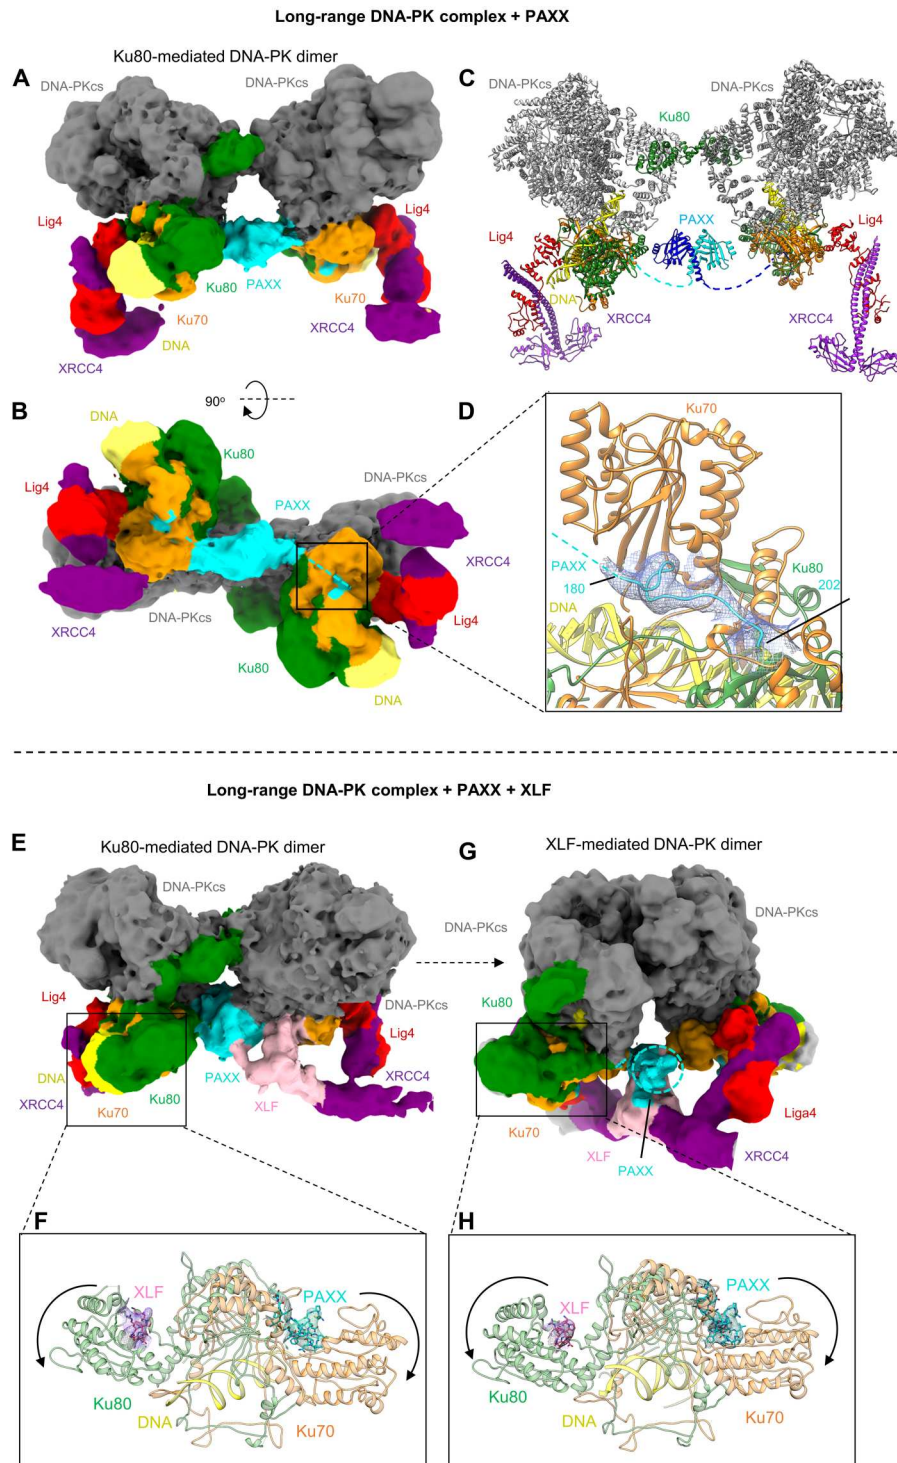 Long-range DNA-PK complex + PAXX
Ku80-mediated DNA-PK dimer
A
DNA-PKcs
DNA-PKcs
Lig4
Lig4
Ku80
PAXX
Ku70
Ku70
DNA
XRCC4
XRCC4
C
DNA-PKcs
DNA-PKcs
Ku80
PAXX
Lig4
Lig4
DNA
XRCC4
XRCC4
B
90°
DNA
Ku80
Lig4
DNA-PKcs
PAXX
XRCC4
DNA-PKcs
XRCC4
Lig4
Ku80
DNA
D
Ku70
PAXX
180
Ku80
202
DNA
Long-range DNA-PK complex + PAXX + XLF
E
Ku80-mediated DNA-PK dimer
DNA-PKcs
Lig4
DNA-PKcs
Lig4
DNA
PAXX
XRCC4
XRCC4
Ku70
Ku80
XLF
G
XLF-mediated DNA-PK dimer
DNA-PKcs
DNA-PKcs
Ku80
Ku70
Liga4
XLF
PAXX
XRCC4
F
XLF
PAXX
Ku80
DNA
Ku70
H
XLF
PAXX
Ku80
DNA
Ku70